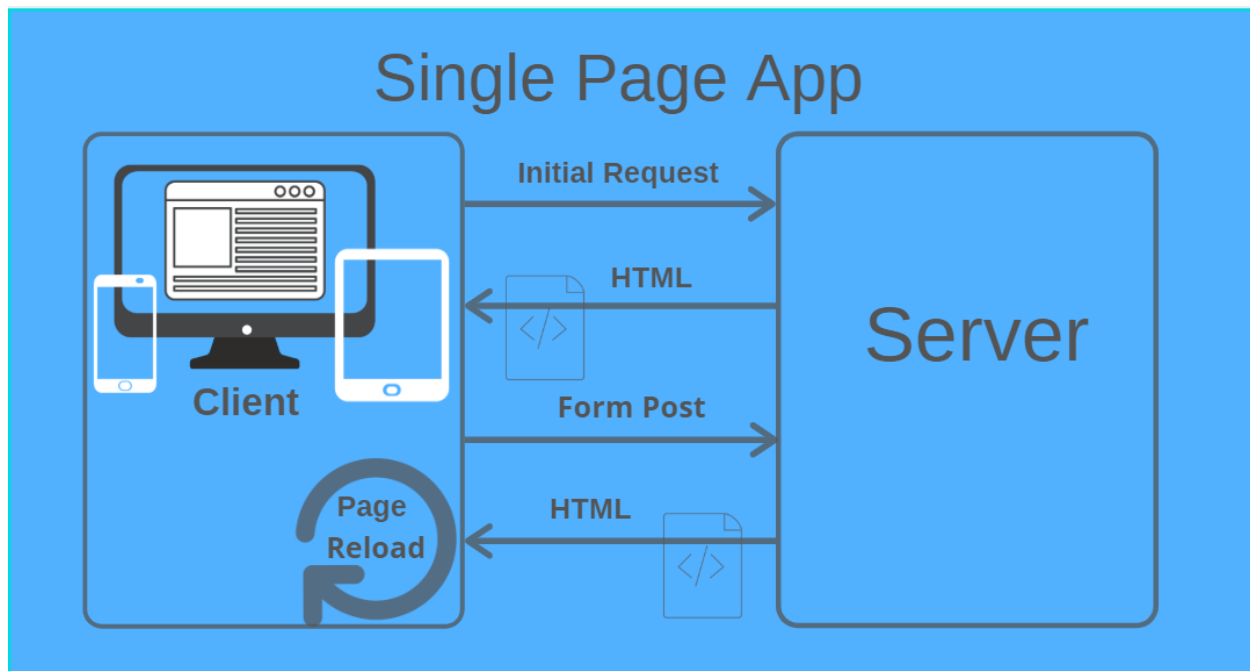 Single Page App
Initial Request
HTML
Client
Server
Form Post
HTML
Page
Reload